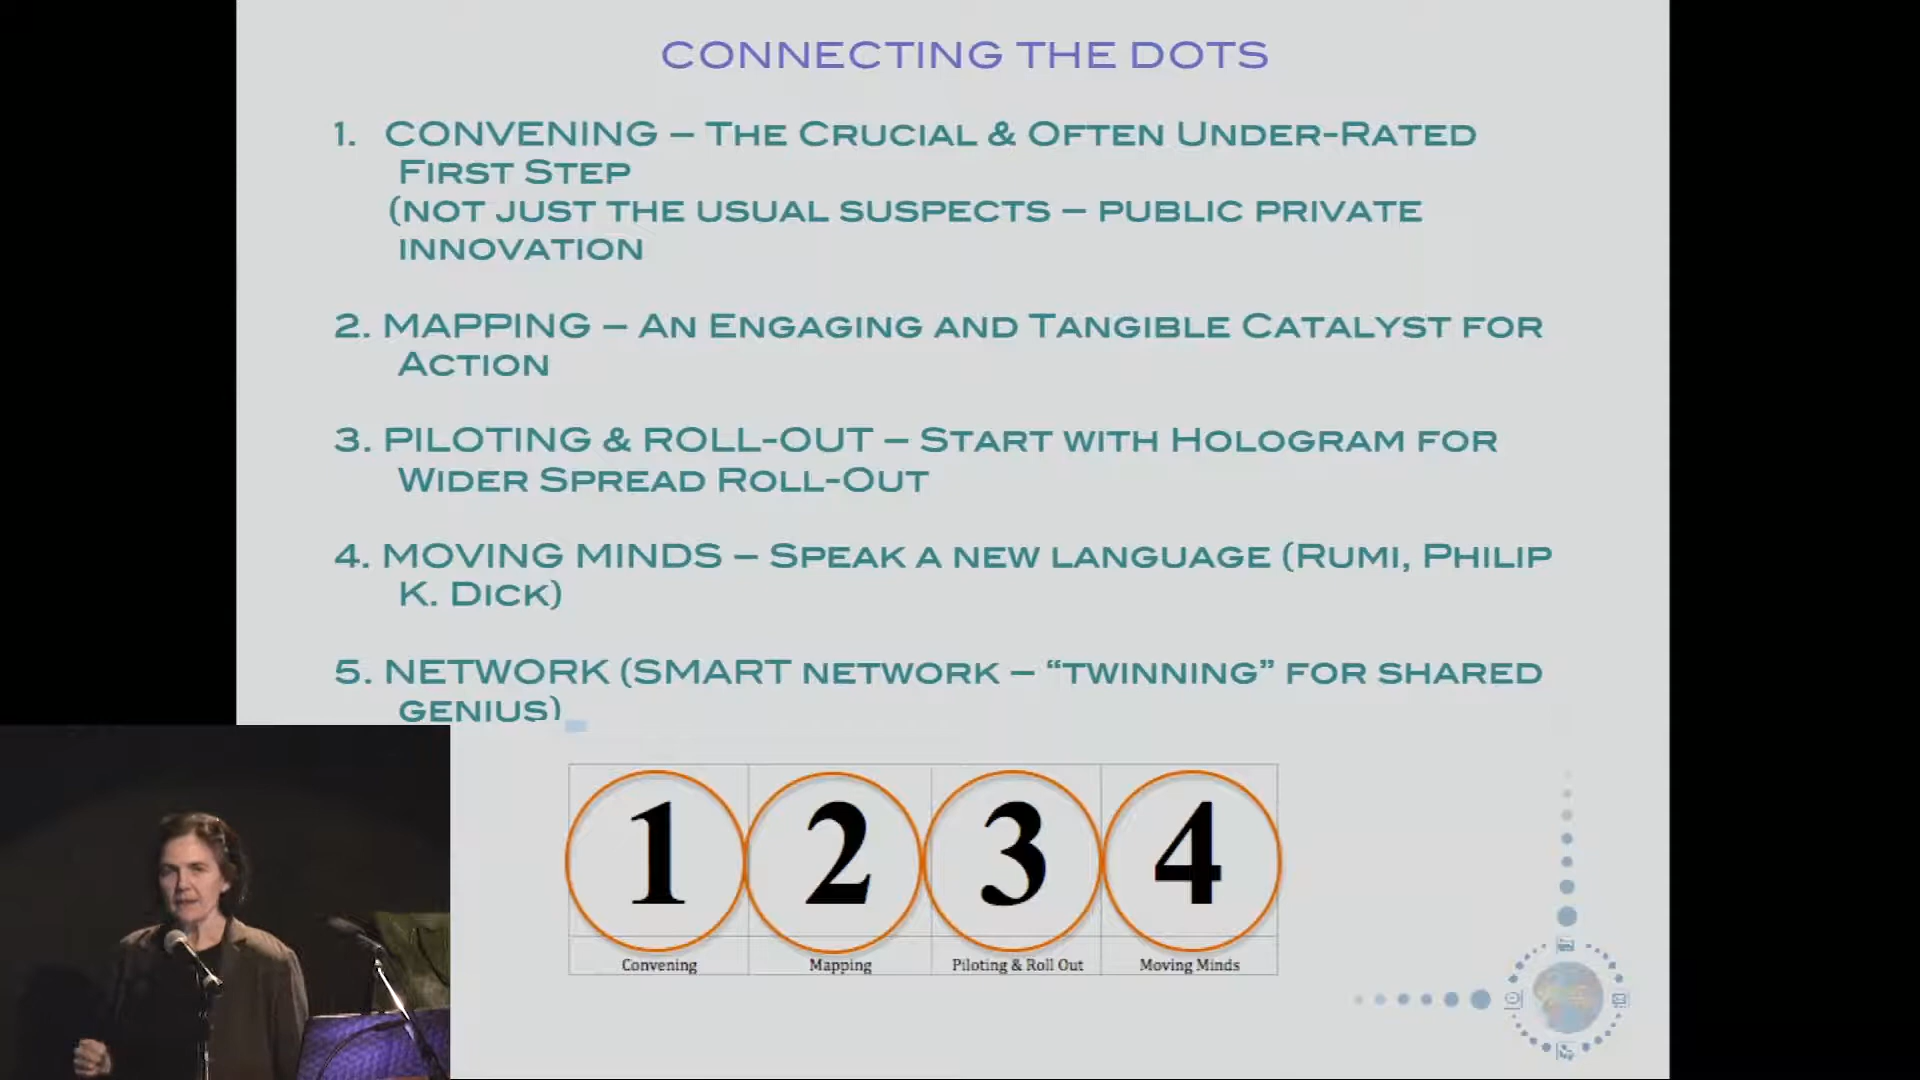 CONNECTING THE DOTS
1. CONVENING – THE CRUCIAL & OFTEN UNDER-RATED
FIRST STEP
(NOT JUST THE USUAL SUSPECTS – PUBLIC PRIVATE
INNOVATION
2. MAPPING – AN ENGAGING AND TANGIBLE CATALYST FOR
ACTION
3. PILOTING & ROLL-OUT – START WITH HOLOGRAM FOR
WIDER SPREAD ROLL-OUT
4. MOVING MINDS – SPEAK A NEW LANGUAGE (RUMI, PHILIP
K. DICK)
5. NETWORK (SMART NETWORK – “TWINNING” FOR SHARED
GENIUS)
1 2 3 4
Convening Mapping Piloting & Roll Out Moving Minds